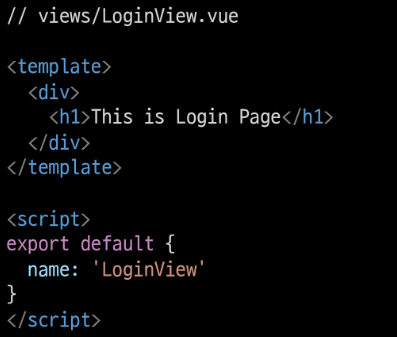 // views/LoginView.vue
<template>
  <div>
    <h1>This is Login Page</h1>
  </div>
</template>
<script>
export default {
  name: 'LoginView'
}
</script>